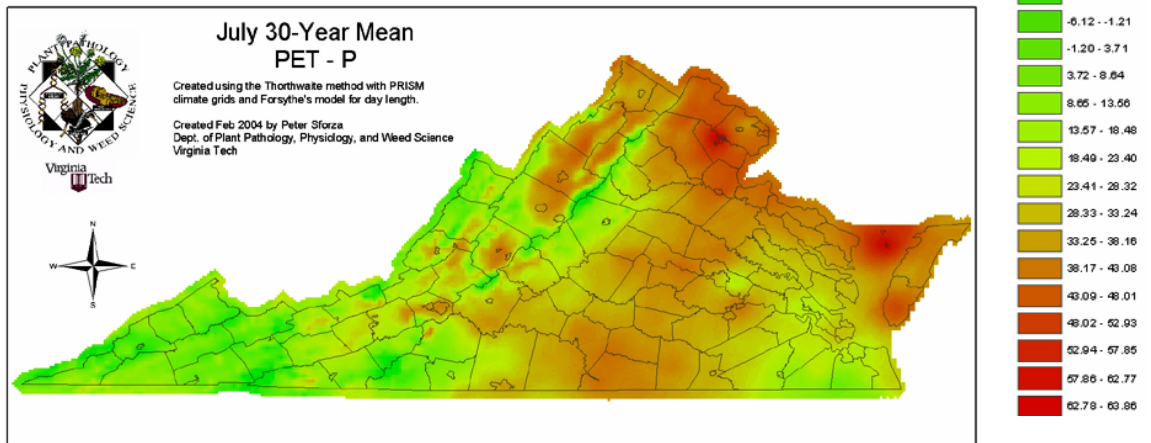 July 30-Year Mean
PET - P
Created using the Thorthwaite method with PRISM
climate grids and Forsythe's model for day length.
Created Feb 2004 by Peter Sforza
Dept. of Plant Pathology, Physiology, and Weed Science
Virginia Tech
PLANT PATHOLOGY
PHYSIOLOGY AND WEED SCIENCE
Virginia
Tech
N
W E
S
-6.12 - -1.21
-1.20 - 3.71
3.72 - 8.64
8.65 - 13.56
13.57 - 18.48
18.49 - 23.40
23.41 - 28.32
28.33 - 33.24
33.25 - 38.16
38.17 - 43.08
43.09 - 48.01
48.02 - 52.93
52.94 - 57.85
57.86 - 62.77
62.78 - 63.86